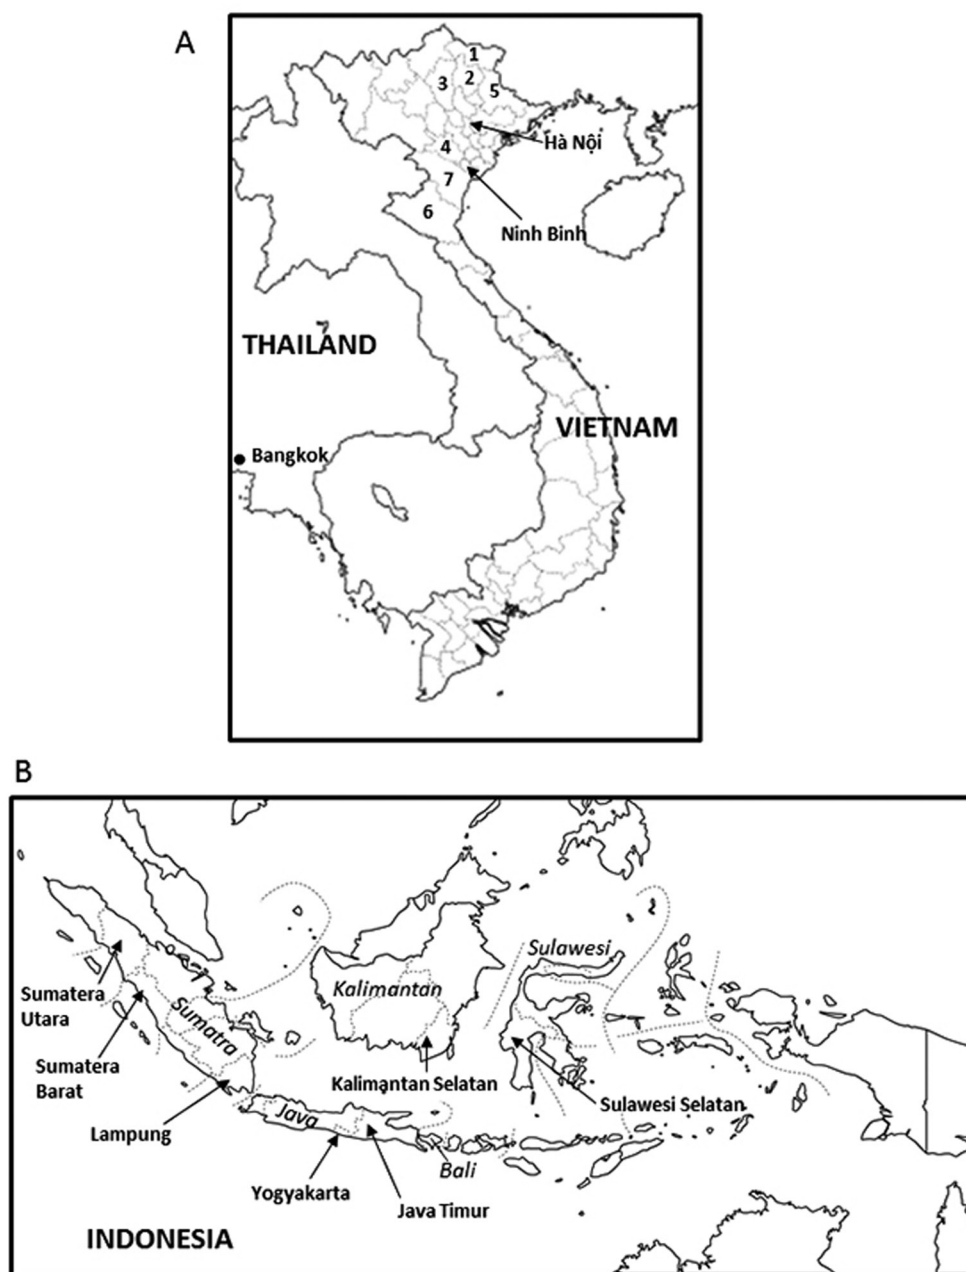 A
1
2
3
5
Hà Nội
4
7
6
Ninh Binh
THAILAND
VIETNAM
Bangkok
B
Sulawesi
Kalimantan
Sumatera
Utara
Sumatra
Sumatera
Barat
Kalimantan Selatan
Sulawesi Selatan
Java
Lampung
Bali
Yogyakarta
Java Timur
INDONESIA